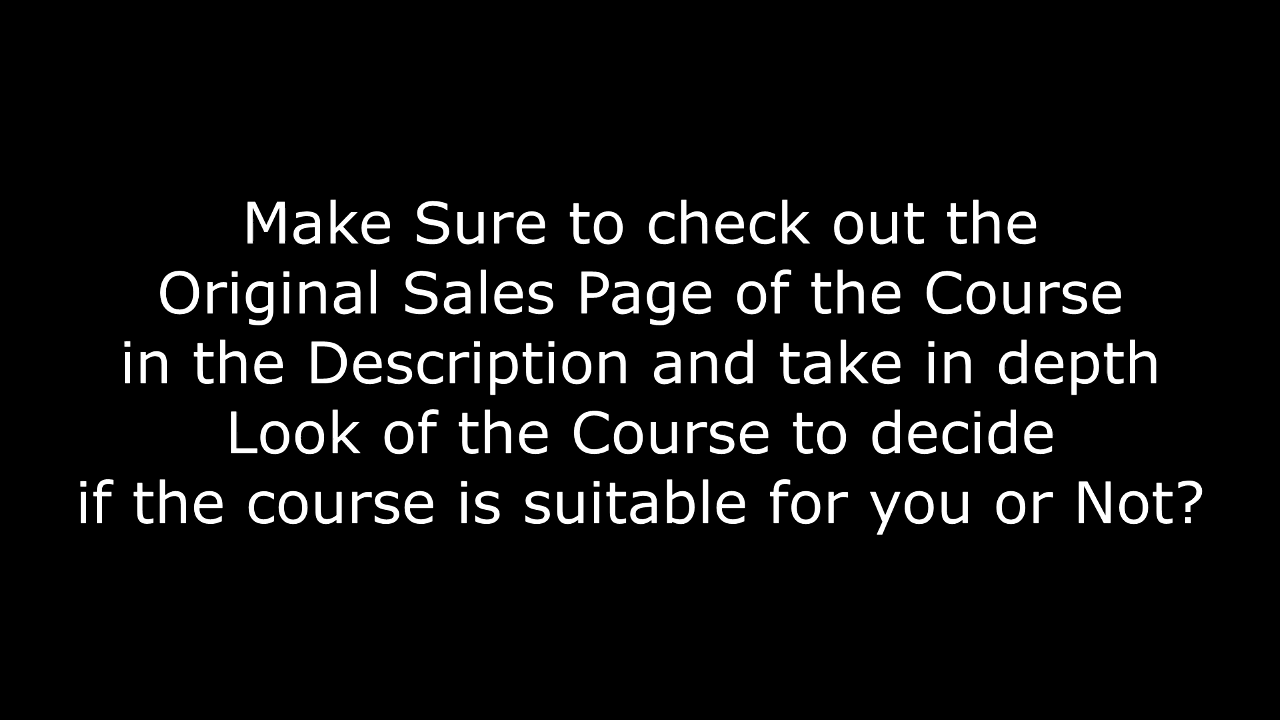 Make Sure to check out the
Original Sales Page of the Course
in the Description and take in depth
Look of the Course to decide
if the course is suitable for you or Not?